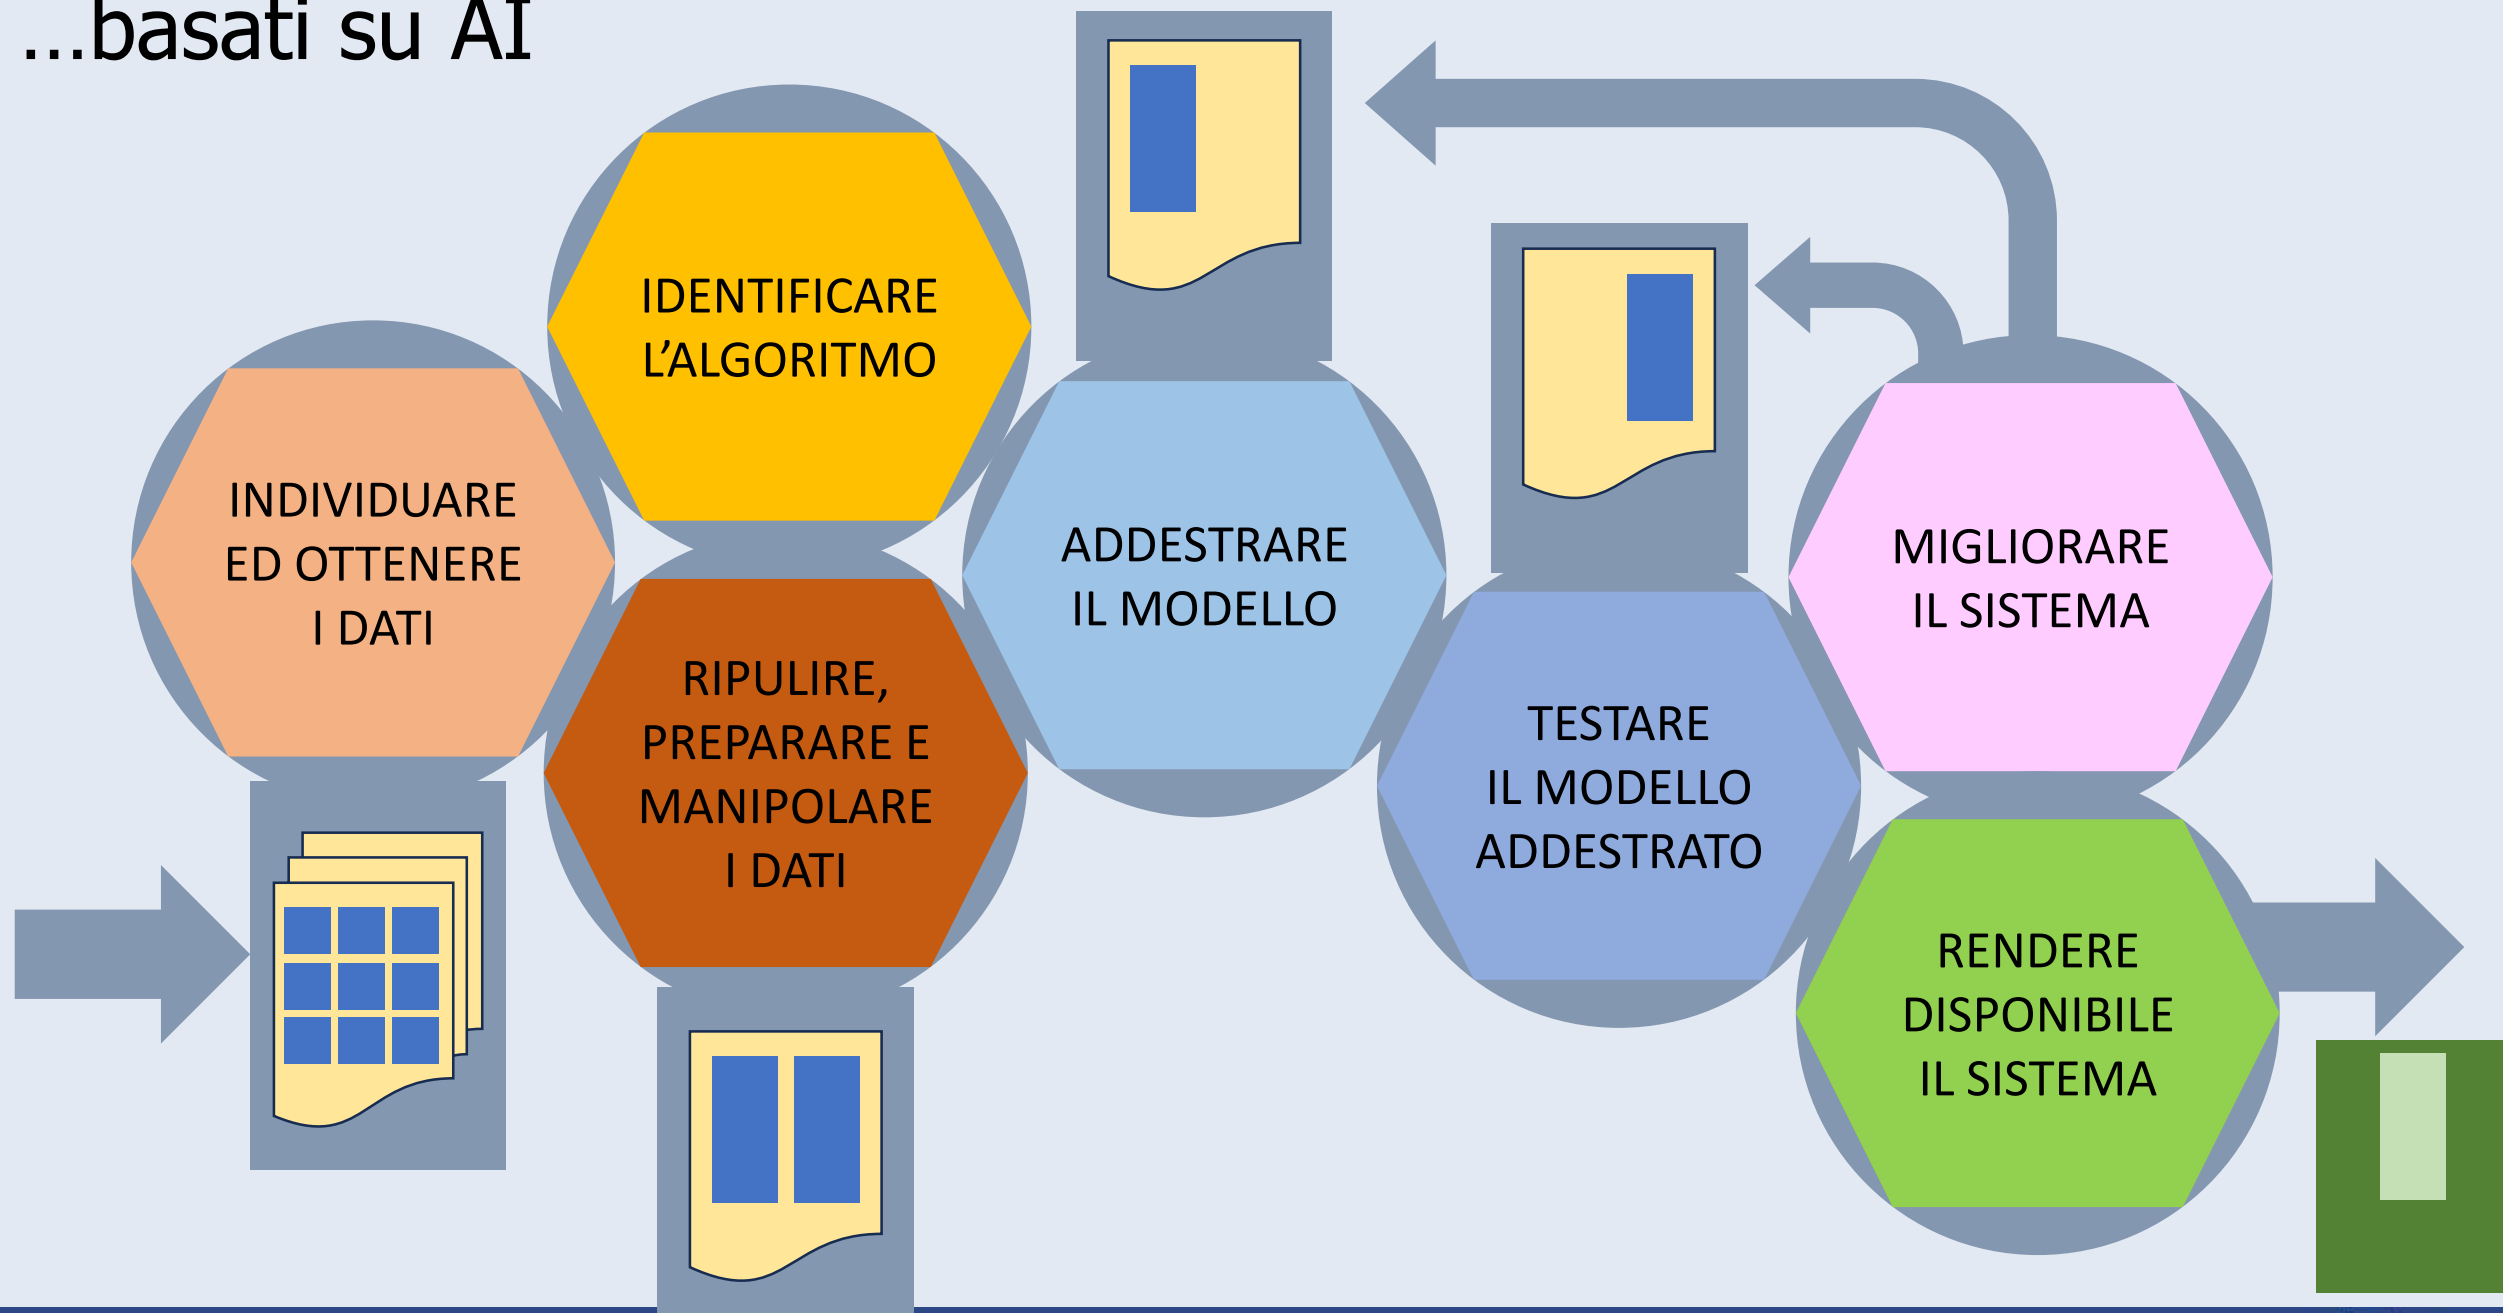 ...basati su AI
INDIVIDUARE
ED OTTENERE
I DATI
IDENTIFICARE
L'ALGORITMO
RIPULIRE,
PREPARARE E
MANIPOLARE
I DATI
ADDESTRARE
IL MODELLO
TESTARE
IL MODELLO
ADDESTRATO
MIGLIORARE
IL SISTEMA
RENDERE
DISPONIBILE
IL SISTEMA